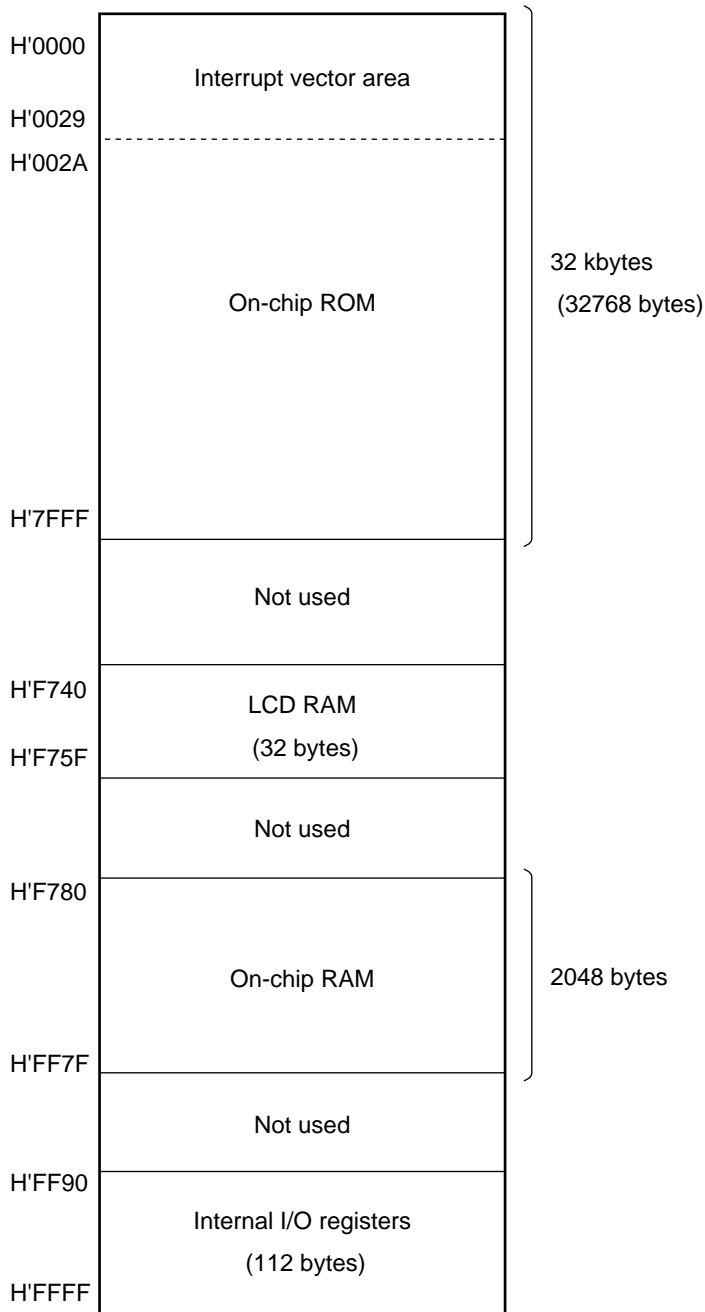 H'0000
Interrupt vector area
H'0029
H'002A
32 kbytes
(32768 bytes)
On-chip ROM
H'7FFF
Not used
H'F740
LCD RAM
(32 bytes)
H'F75F
Not used
H'F780
On-chip RAM
2048 bytes
H'FF7F
Not used
H'FF90
Internal I/O registers
(112 bytes)
H'FFFF